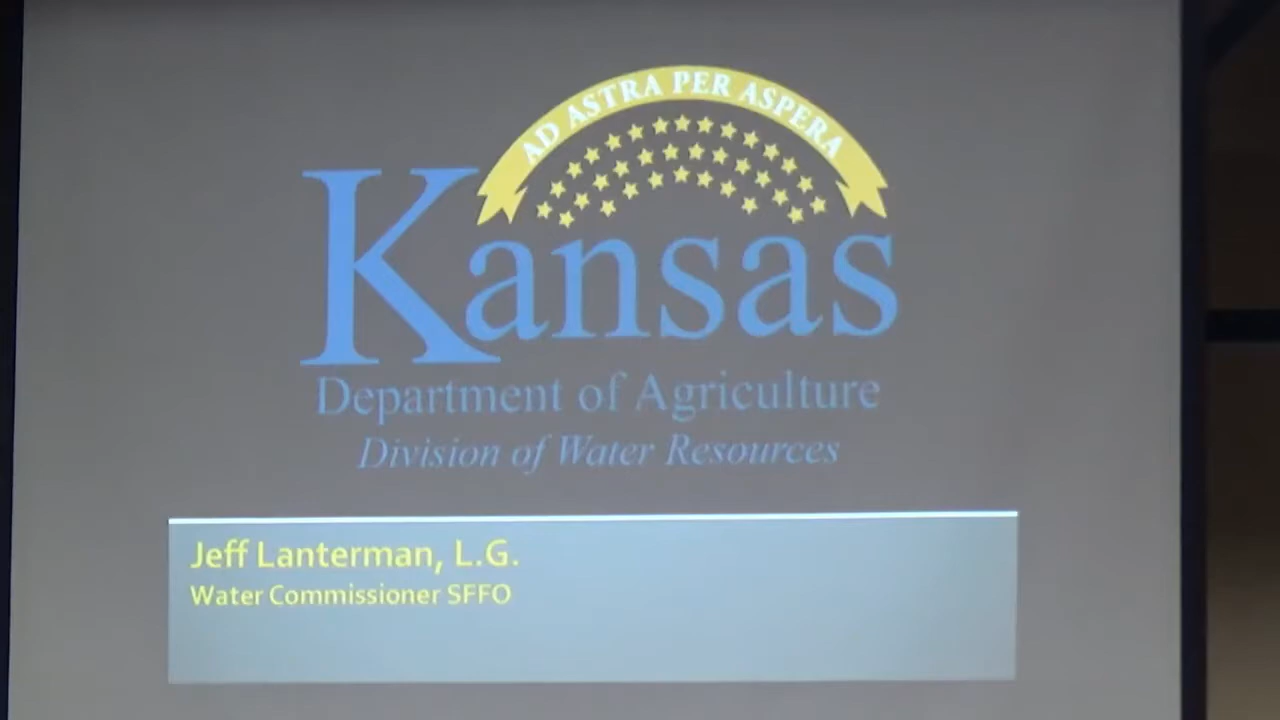 AD ASTRA PER ASPERA
Kansas
Department of Agriculture
Division of Water Resources
Jeff Lanterman, L.G.
Water Commissioner SFFO